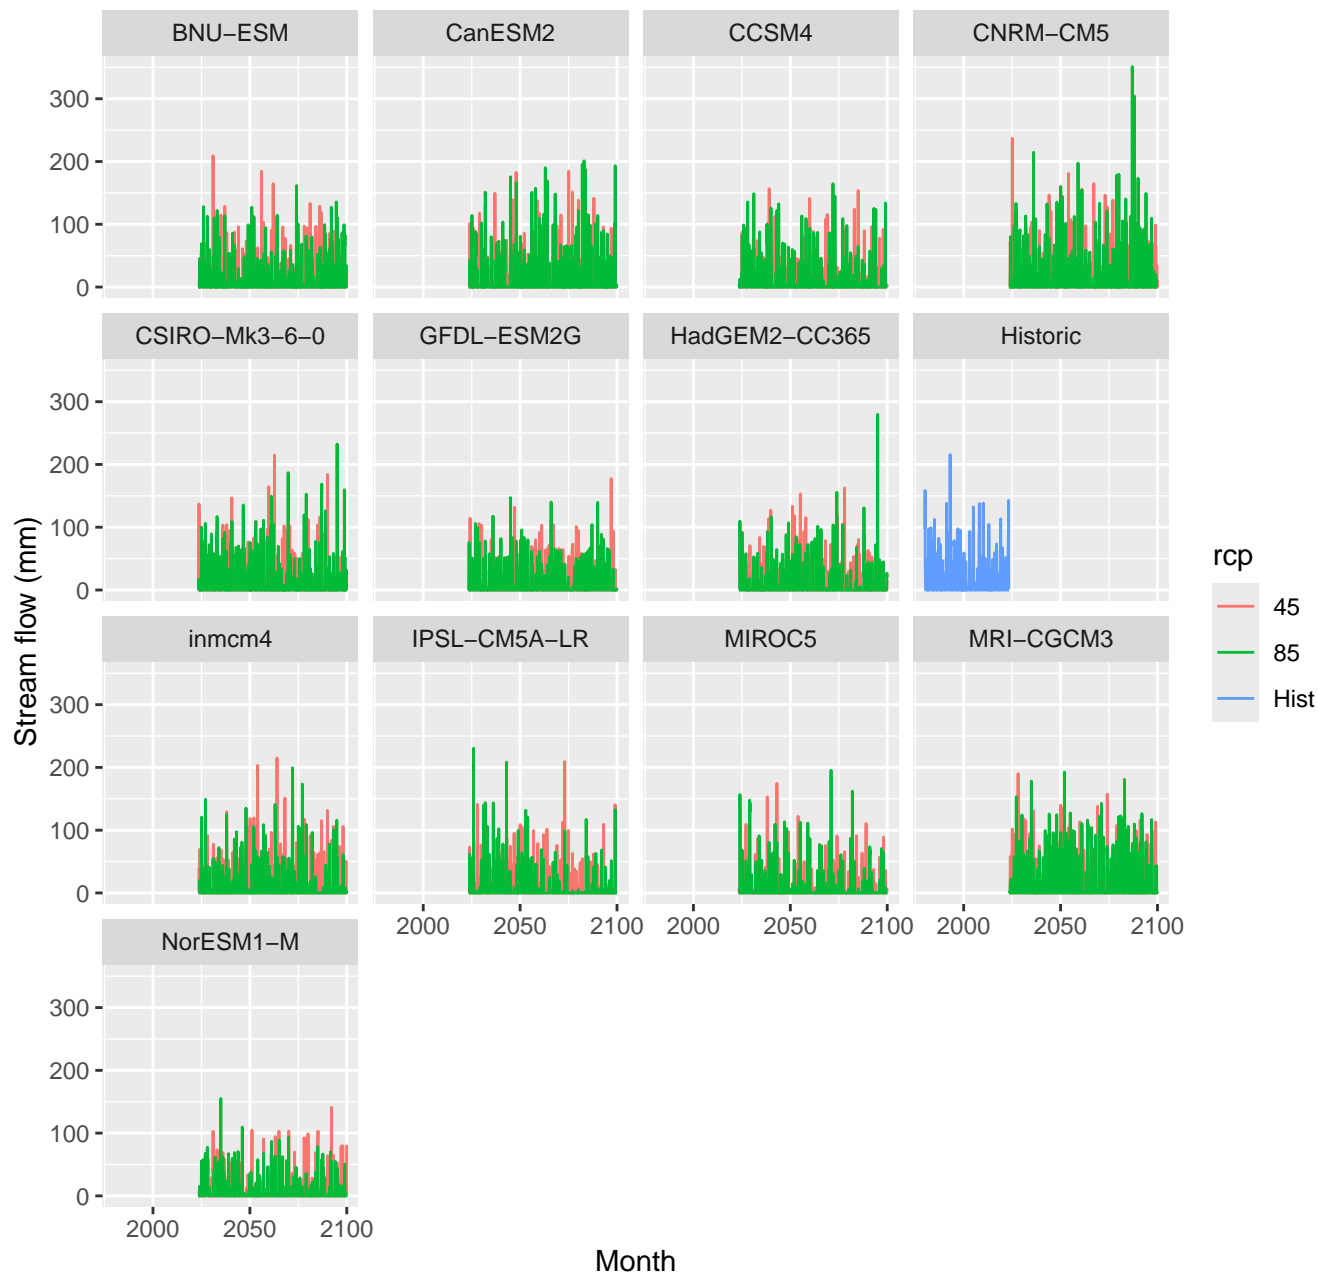 BNU−ESM CanESM2 CCSM4 CNRM−CM5
300
200
100
0
CSIRO−Mk3−6−0 GFDL−ESM2G HadGEM2−CC365 Historic
300
200
100
0
inmcm4 IPSL−CM5A−LR MIROC5 MRI−CGCM3
300
200
100
0
2000 2050 2100 2000 2050 2100 2000 2050 2100
NorESM1−M
300
200
100
0
2000 2050 2100
Month
Stream flow (mm)
rcp
45
85
Hist